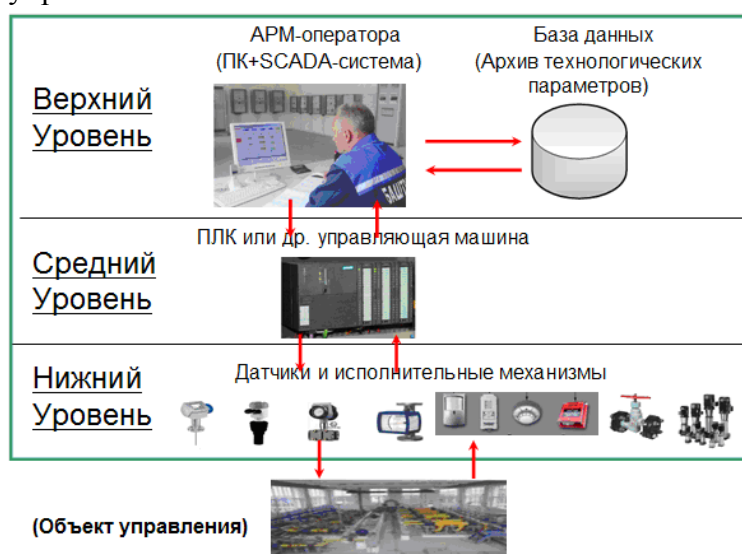 АРМ-оператора
(ПК+SCADA-система)
База данных
(Архив технологических
параметров)
Верхний
Уровень
ПЛК или др. управляющая машина
Средний
Уровень
Датчики и исполнительные механизмы
Нижний
Уровень
(Объект управления)